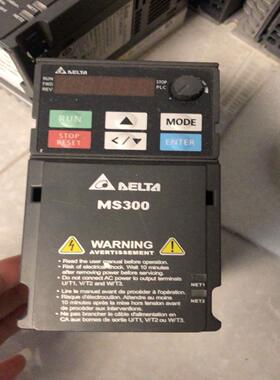 DELTA
RUN
FWD
REV
STOP
PLC
RUN
MODE
STOP
RESET
ENTER
DELTA
MS300
WARNING
AVERTISSEMENT
Read the user manual before operation.
Risk of electrical shock. Wait 10 minutes
after removing power before servicing.
Do not connect AC power to output terminals
U/T1, V/T2 and W/T3.
Lire le manuel avant de procéder à l'opération.
Risque d'électrocution. Attendre au moins
10 minutes après la mise hors tension
avant de procéder aux
Ne pas brancher le câble d'alimentation en
CA aux bornes de sortie U/T1, V/T2 ou W/T3.
NET1
NET2